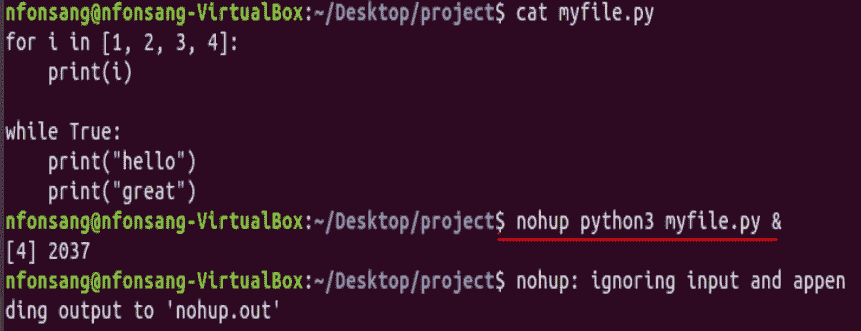 nfonsang@nfonsang-VirtualBox:~/Desktop/project$ cat myfile.py
for i in [1, 2, 3, 4]:
    print(i)
while True:
    print("hello")
    print("great")
nfonsang@nfonsang-VirtualBox:~/Desktop/project$ nohup python3 myfile.py &
[4] 2037
nfonsang@nfonsang-VirtualBox:~/Desktop/project$ nohup: ignoring input and appen
ding output to 'nohup.out'